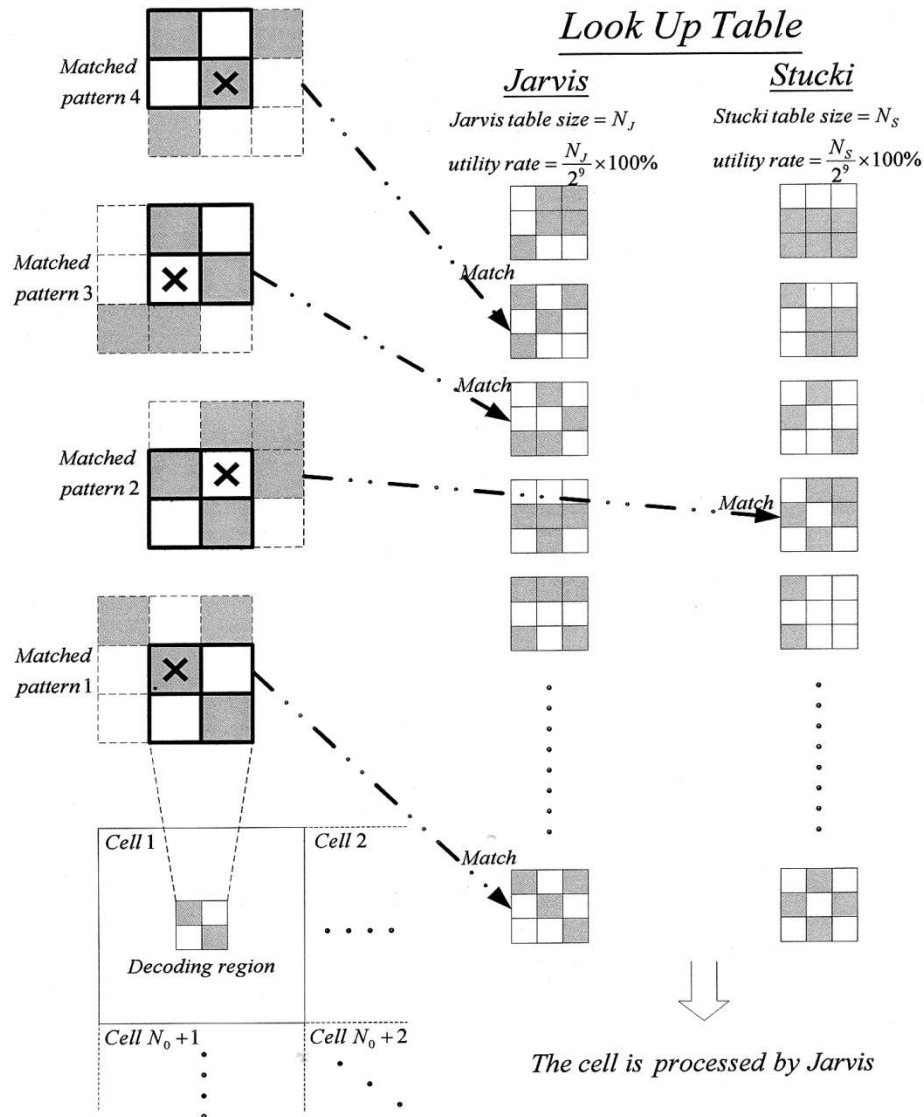 Look Up Table
Jarvis
Jarvis table size = N_J
utility rate = N_J/2^9 ×100%
Stucki
Stucki table size = N_S
utility rate = N_S/2^9 ×100%
Matched
pattern 4
Match
Matched
pattern 3
Match
Matched
pattern 2
Match
Matched
pattern 1
Match
Cell 1
Cell 2
Decoding region
Cell N_0+1
Cell N_0+2
The cell is processed by Jarvis